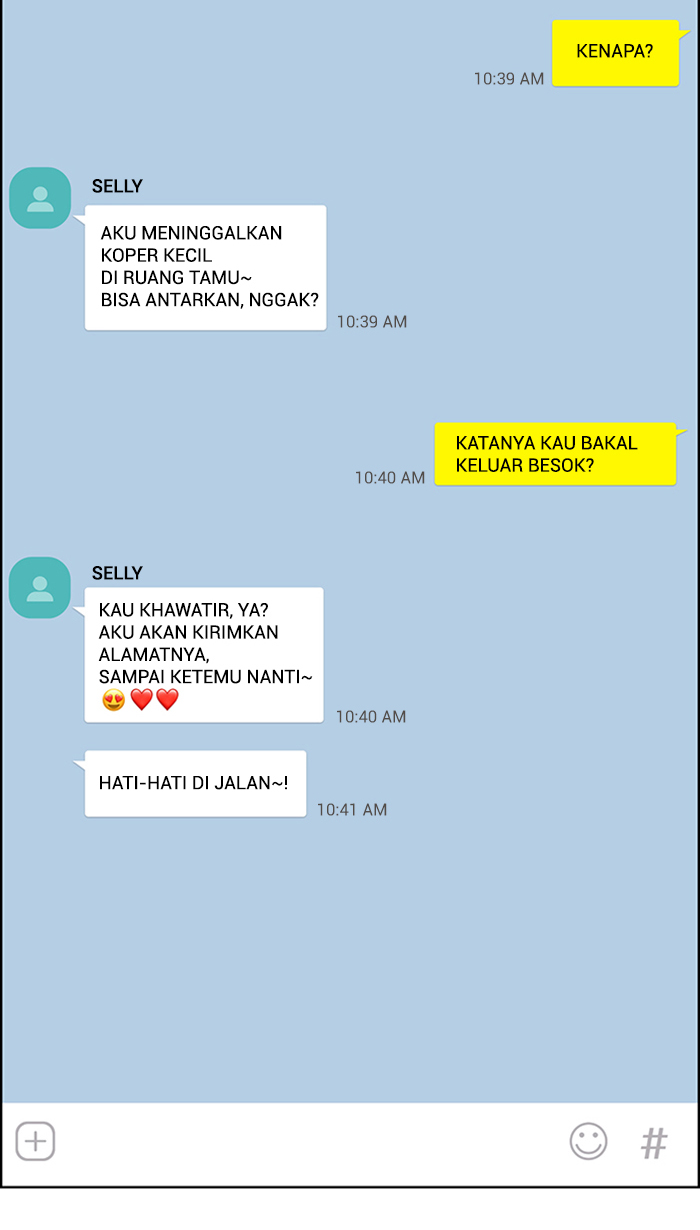 KENAPA?
10:39 AM
SELLY
AKU MENINGGALKAN
KOPER KECIL
DI RUANG TAMU~
BISA ANTARKAN, NGGAK?
10:39 AM
KATANYA KAU BAKAL
KELUAR BESOK?
10:40 AM
SELLY
KAU KHAWATIR, YA?
AKU AKAN KIRIMKAN
ALAMATNYA,
SAMPAI KETEMU NANTI~
😍❤️❤️
10:40 AM
HATI-HATI DI JALAN~!
10:41 AM
#